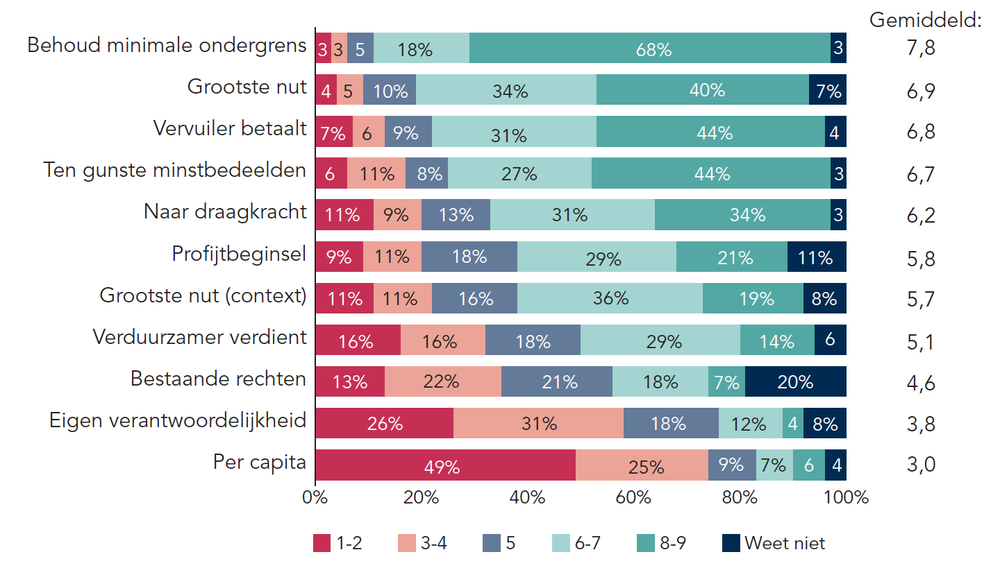 Gemiddeld:
Behoud minimale ondergrens 3 3 5 18% 68% 3 7,8
Grootste nut 4 5 10% 34% 40% 7% 6,9
Vervuiler betaalt 7% 6 9% 31% 44% 4 6,8
Ten gunste minstbedeelden 6 11% 8% 27% 44% 3 6,7
Naar draagkracht 11% 9% 13% 31% 34% 3 6,2
Profijtbeginsel 9% 11% 18% 29% 21% 11% 5,8
Grootste nut (context) 11% 11% 16% 36% 19% 8% 5,7
Verduurzamer verdient 16% 16% 18% 29% 14% 6 5,1
Bestaande rechten 13% 22% 21% 18% 7% 20% 4,6
Eigen verantwoordelijkheid 26% 31% 18% 12% 4 8% 3,8
Per capita 49% 25% 9% 7% 6 4 3,0
0% 20% 40% 60% 80% 100%
1-2 3-4 5 6-7 8-9 Weet niet